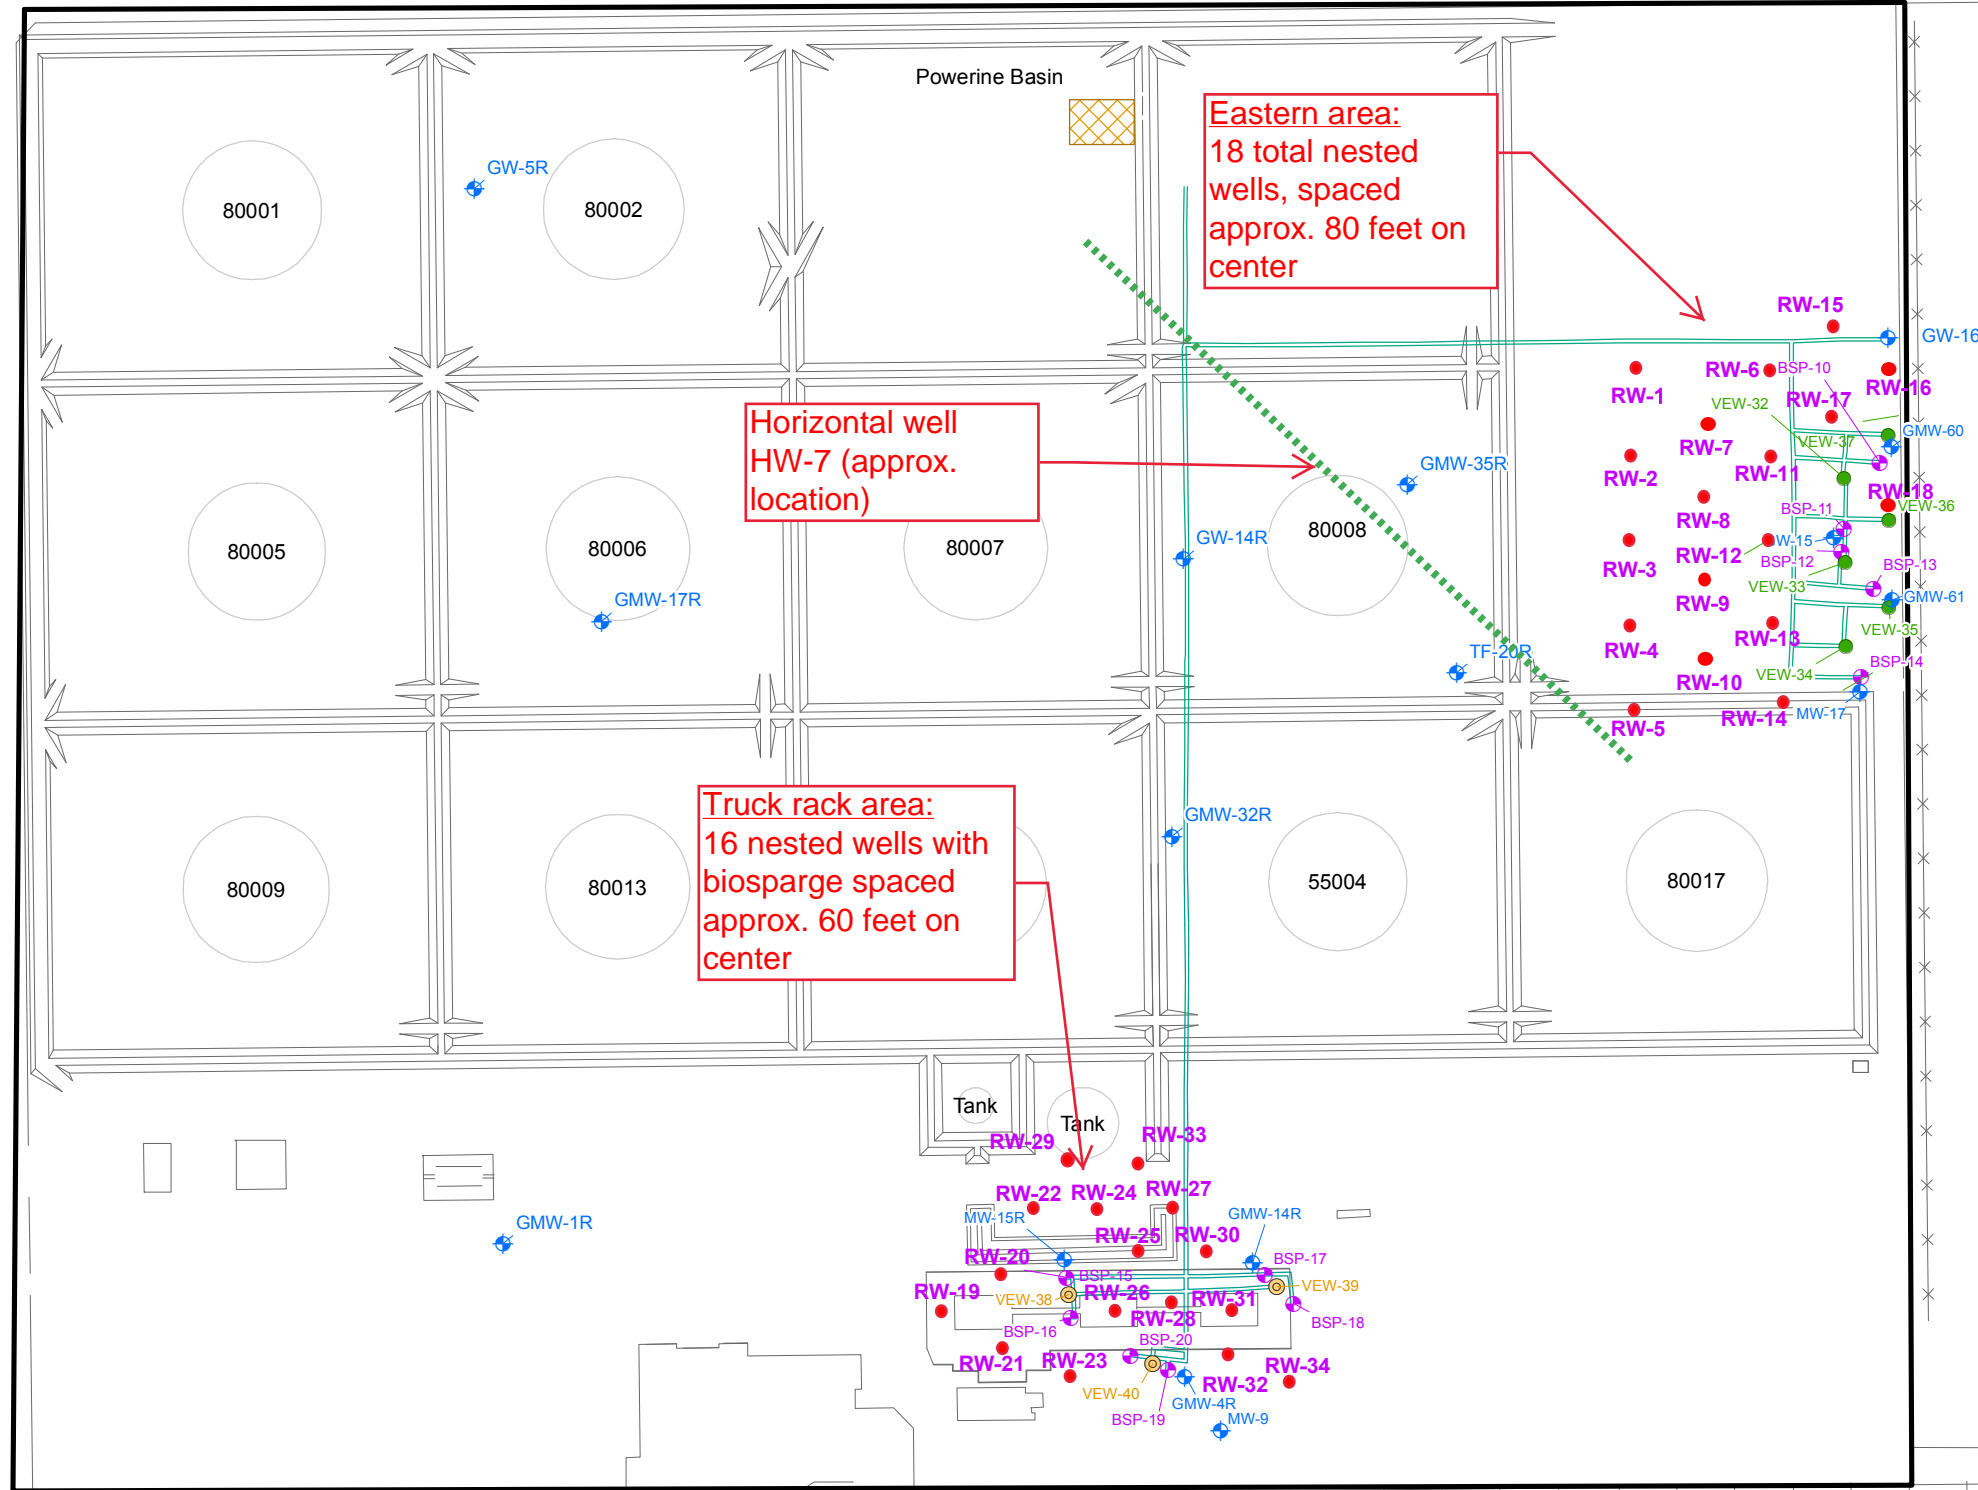 Powerine Basin
Eastern area:
18 total nested
wells, spaced
approx. 80 feet on
center
GW-5R
80001
80002
RW-15
GW-16
RW-1
RW-6
BSP-10
RW-16
VEW-32
RW-17
Horizontal well
HW-7 (approx.
location)
RW-7
VEW-37
GMW-60
RW-2
RW-11
GMW-35R
RW-18
VEW-36
RW-8
BSP-11
80005
80006
80007
GW-14R
80008
W-15
RW-12
BSP-12
BSP-13
RW-3
VEW-33
GMW-17R
RW-9
GMW-61
RW-4
RW-13
VEW-35
TF-20R
BSP-14
RW-10
VEW-34
RW-5
RW-14
MW-17
Truck rack area:
16 nested wells with
biosparge spaced
approx. 60 feet on
center
GMW-32R
80009
80013
55004
80017
Tank
Tank
RW-29
RW-33
RW-22
RW-24
RW-27
MW-15R
GMW-14R
GMW-1R
RW-25
RW-30
RW-20
BSP-15
BSP-17
VEW-38
VEW-39
RW-19
RW-26
RW-31
RW-28
BSP-16
BSP-18
BSP-20
RW-21
RW-23
RW-34
RW-32
VEW-40
GMW-4R
BSP-19
MW-9